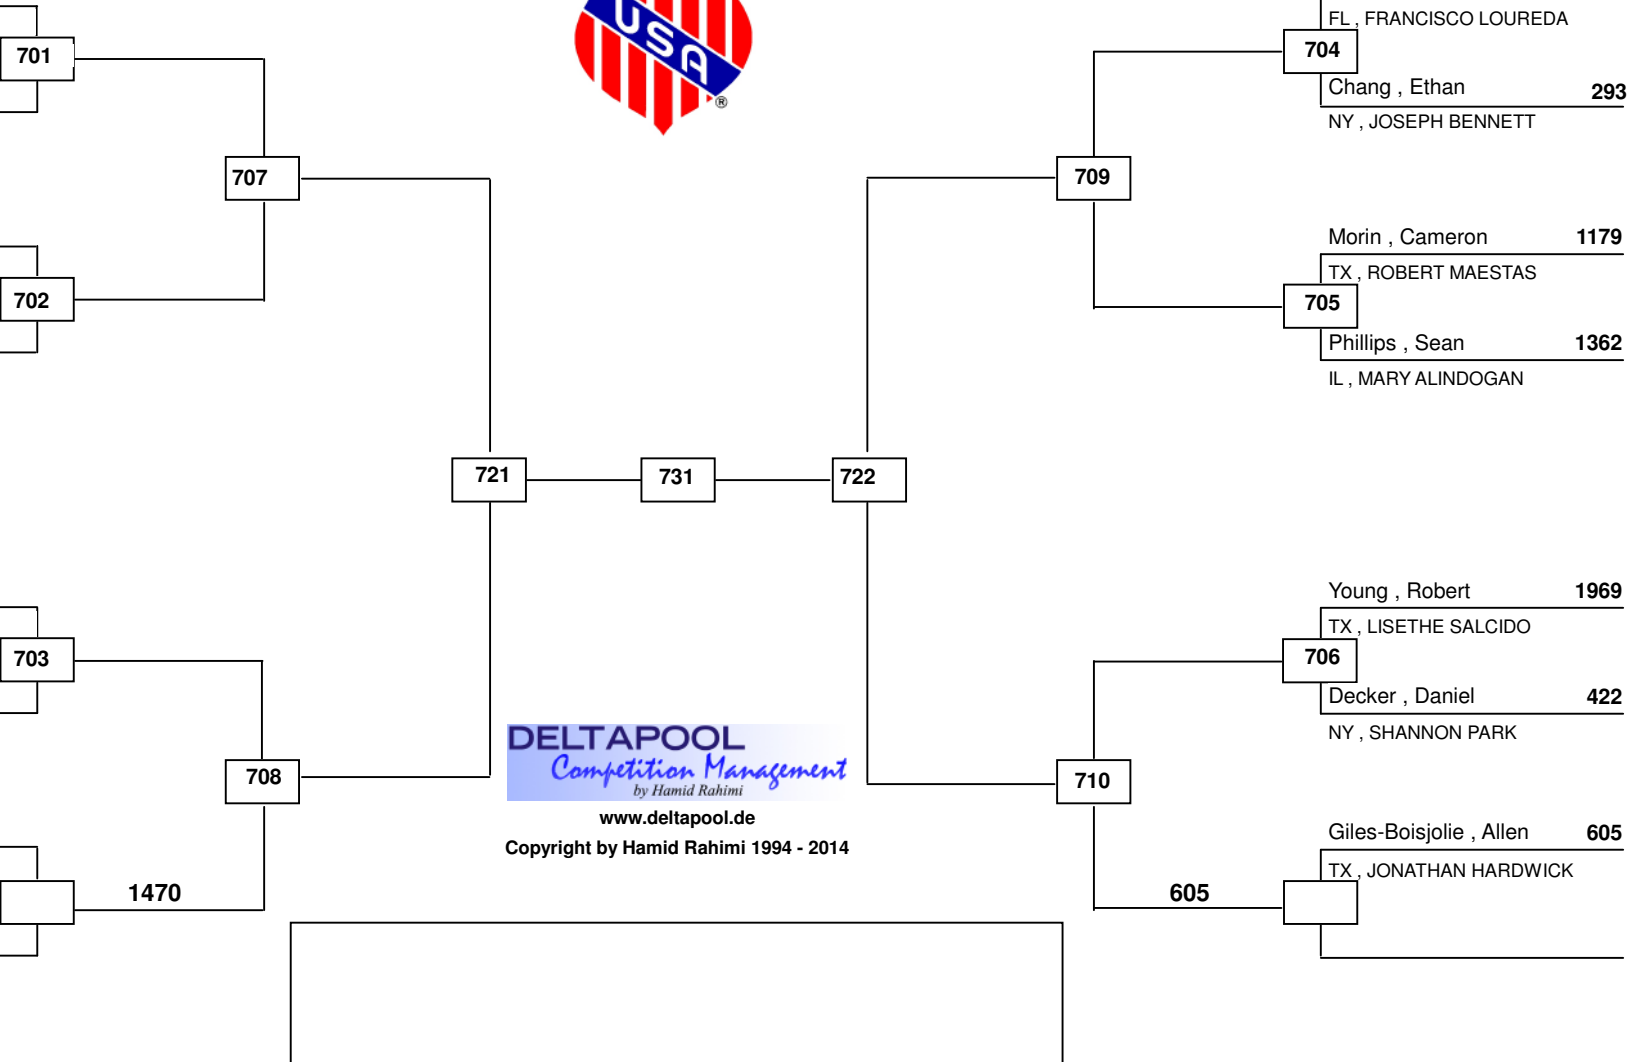 USA
®
FL , FRANCISCO LOUREDA
701
704
Chang , Ethan 293
NY , JOSEPH BENNETT
707
709
Morin , Cameron 1179
TX , ROBERT MAESTAS
702
705
Phillips , Sean 1362
IL , MARY ALINDOGAN
721
731
722
Young , Robert 1969
TX , LISETHE SALCIDO
703
706
Decker , Daniel 422
NY , SHANNON PARK
DELTAPOOL
Competition Management
by Hamid Rahimi
708
710
www.deltapool.de
Copyright by Hamid Rahimi 1994 - 2014
Giles-Boisjolie , Allen 605
TX , JONATHAN HARDWICK
1470
605